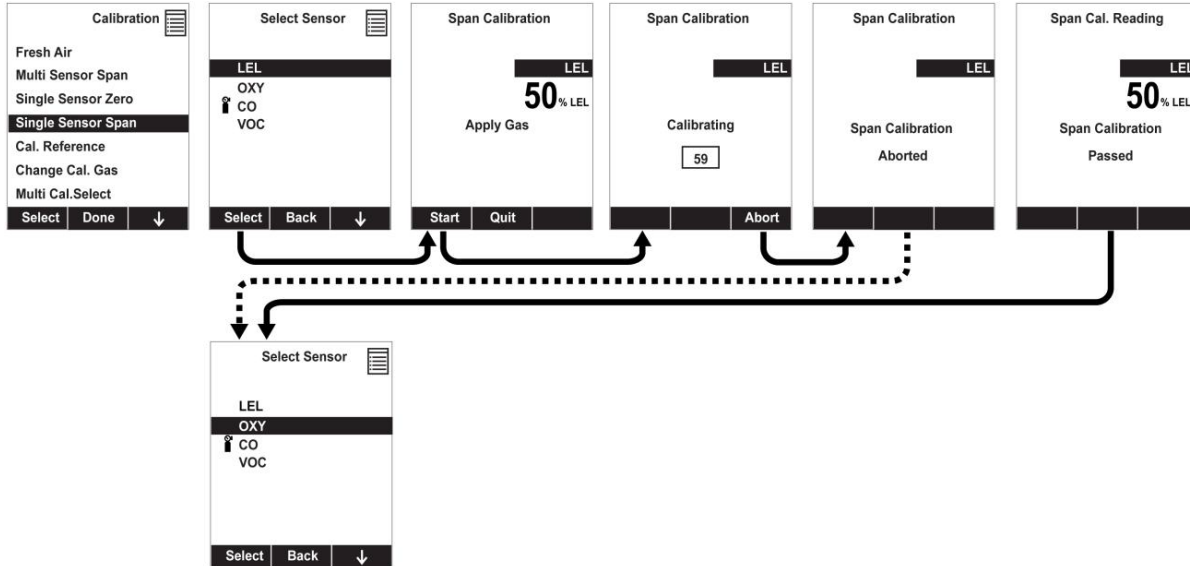 Calibration
Fresh Air
Multi Sensor Span
Single Sensor Zero
Single Sensor Span
Cal. Reference
Change Cal. Gas
Multi Cal.Select
Select Done ↓
Select Sensor
LEL
OXY
CO
VOC
Select Back ↓
Span Calibration
LEL
50 % LEL
Apply Gas
Start Quit
Span Calibration
LEL
Calibrating
59
Abort
Span Calibration
LEL
Span Calibration
Aborted
Span Cal. Reading
LEL
50 % LEL
Span Calibration
Passed
Select Sensor
LEL
OXY
CO
VOC
Select Back ↓